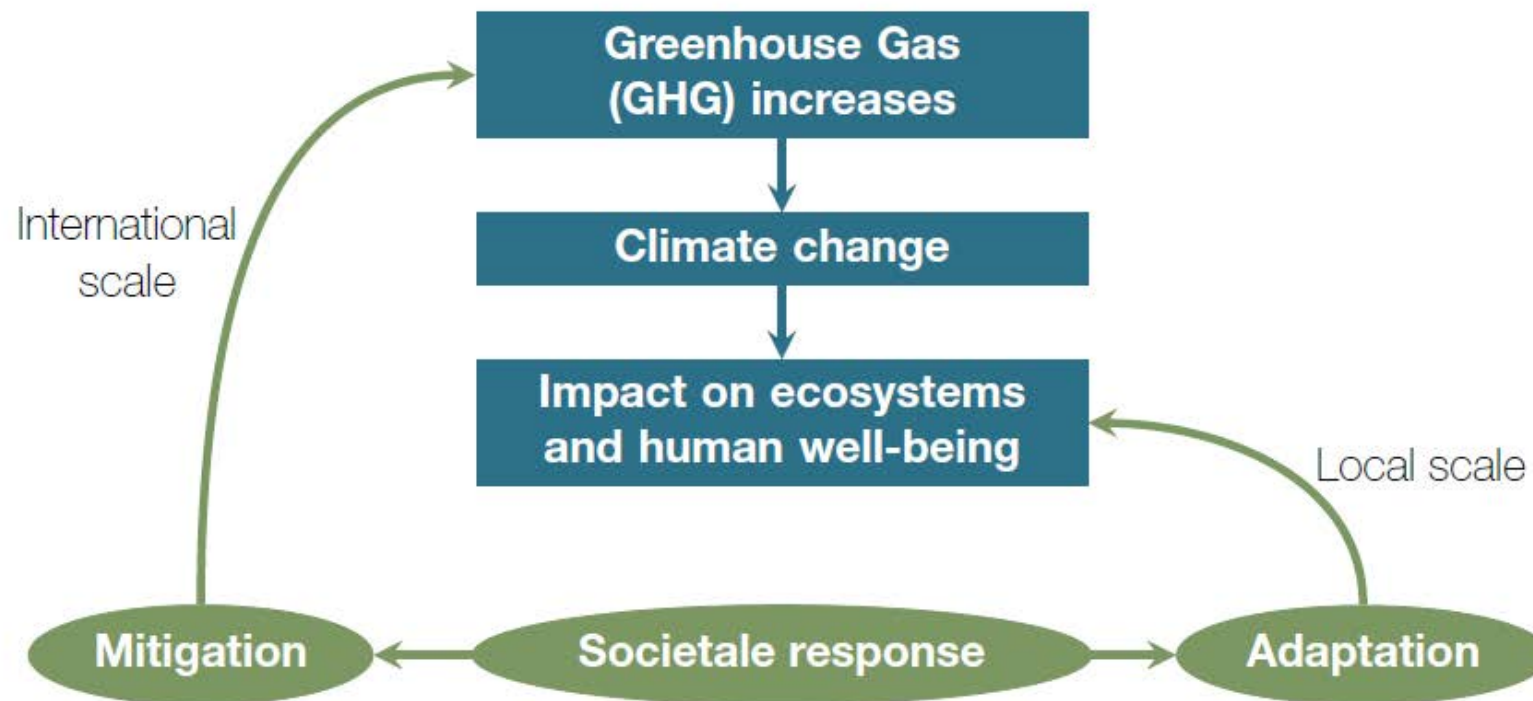 Greenhouse Gas
(GHG) increases
International
scale
Climate change
Impact on ecosystems
and human well-being
Local scale
Mitigation
Societale response
Adaptation